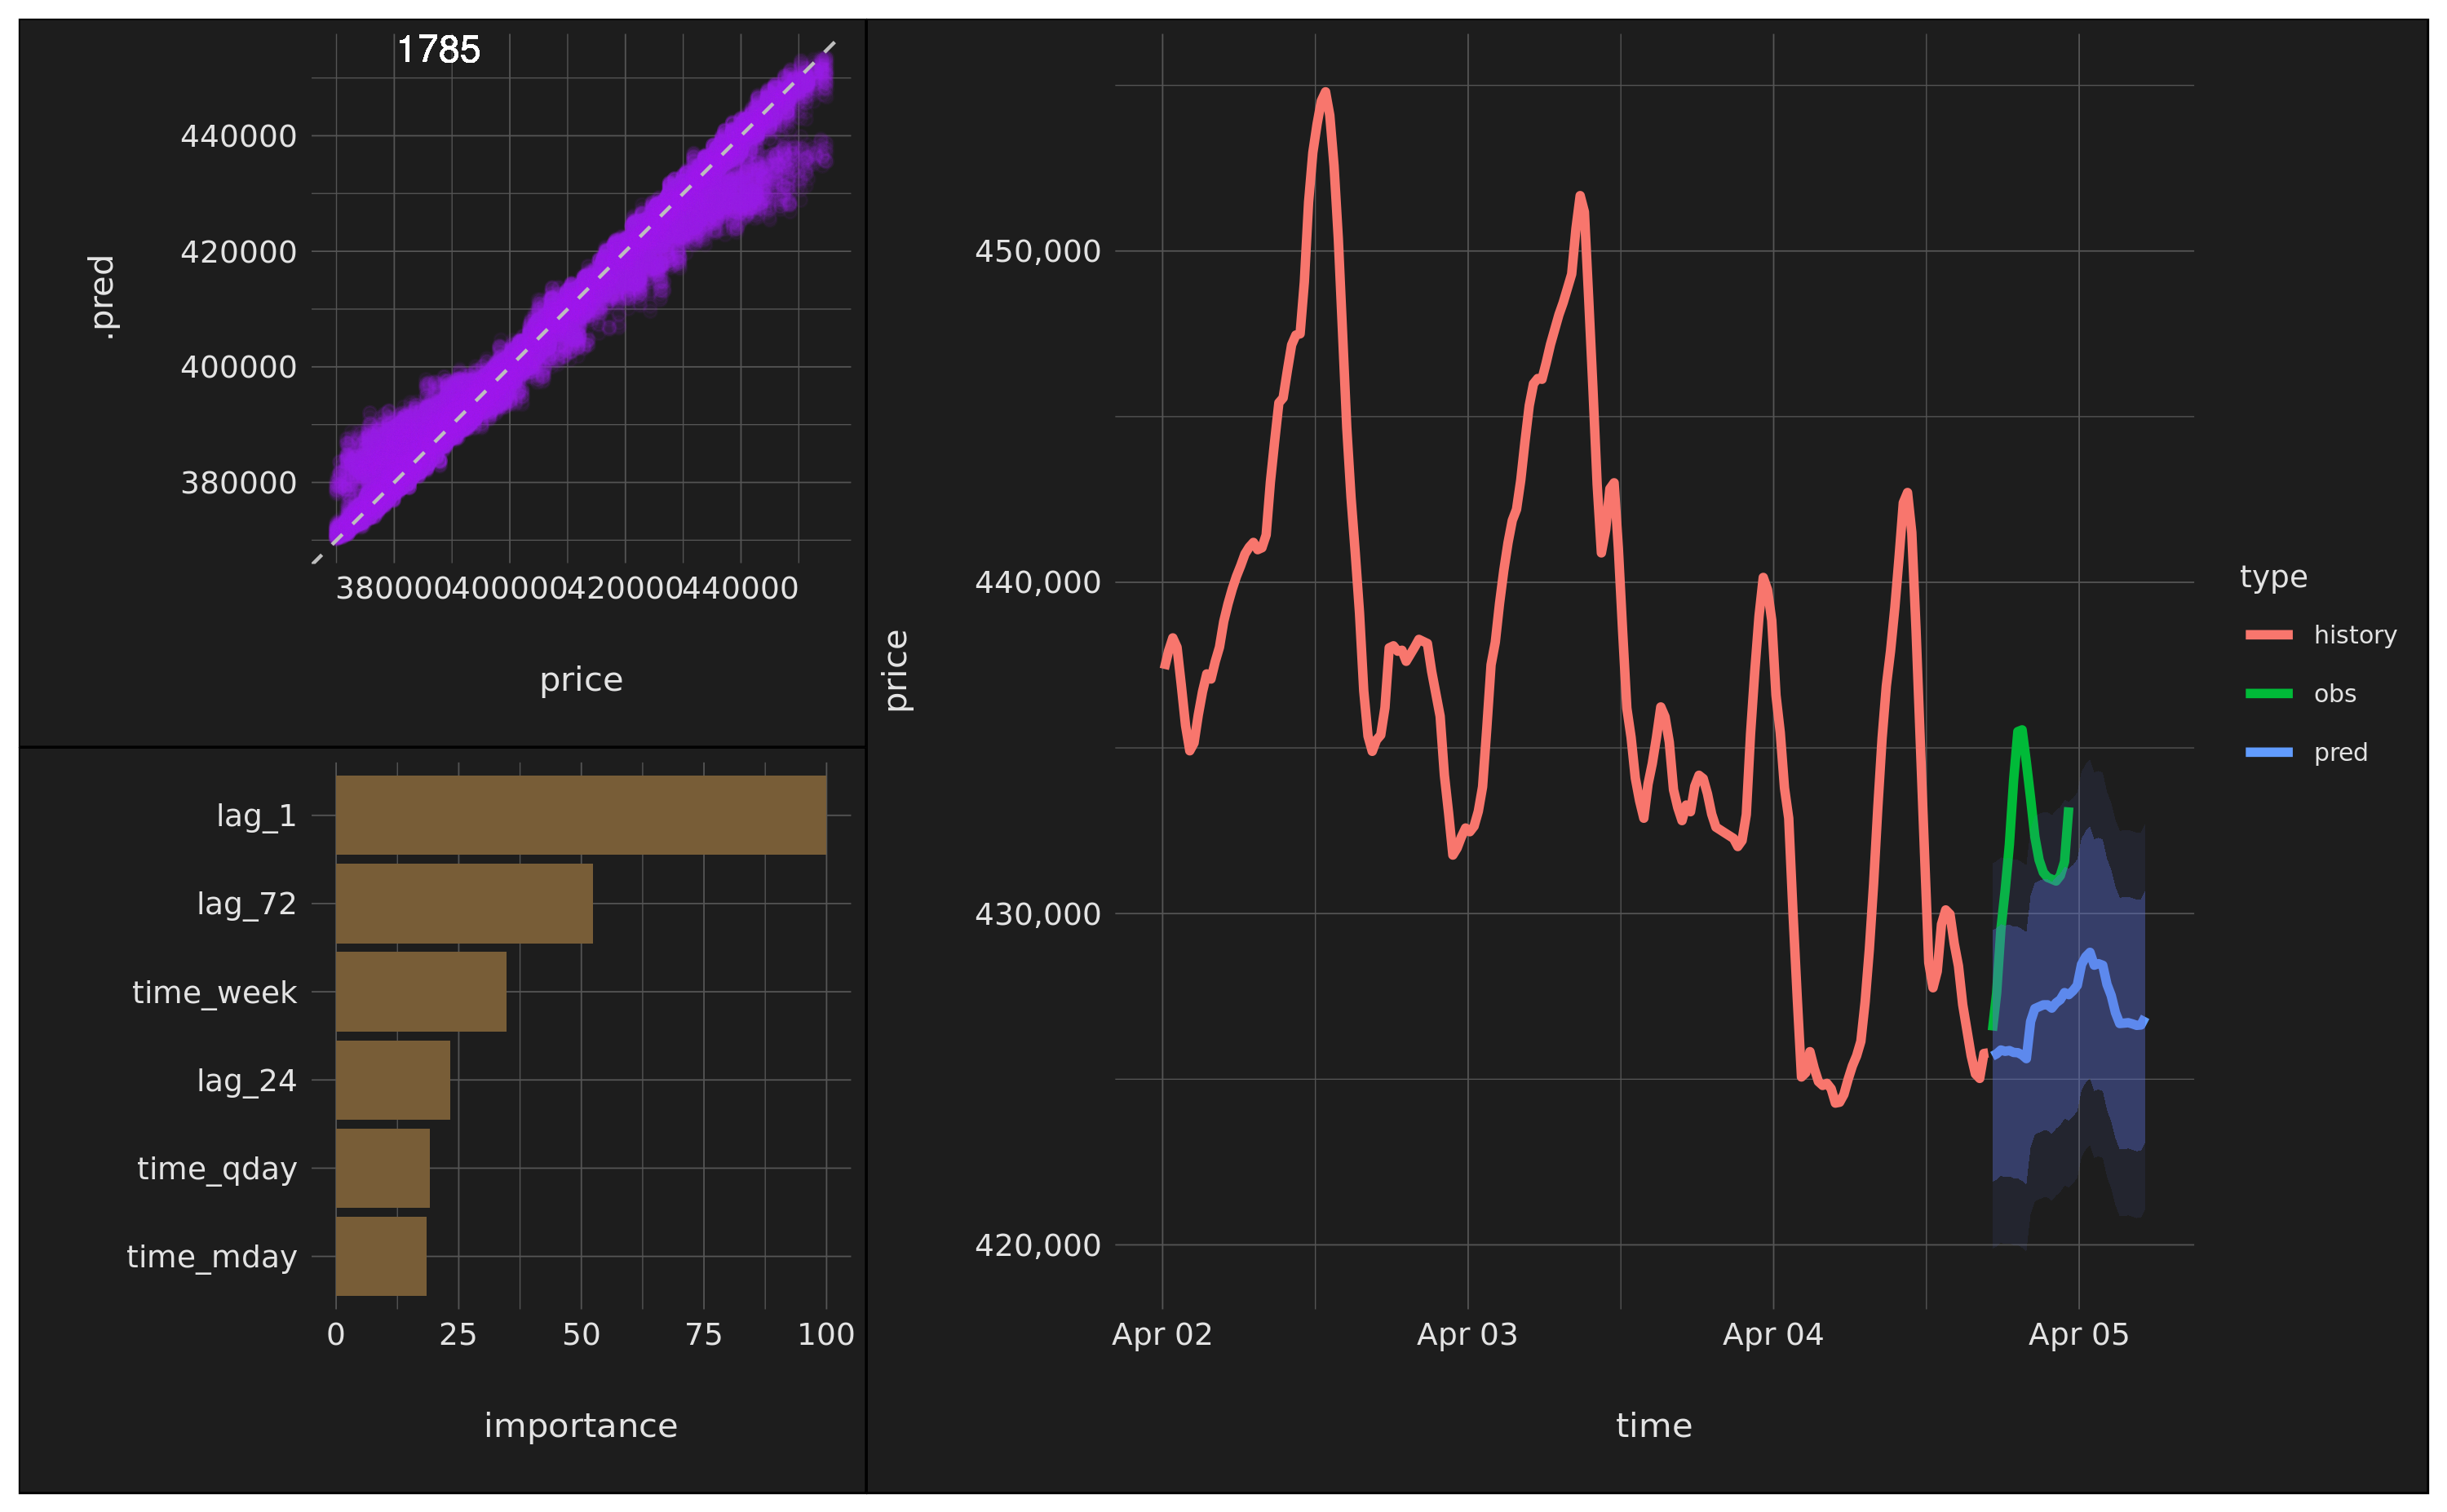 1785
.pred
440000
420000
400000
380000
380000 400000 420000 440000
price
lag_1
lag_72
time_week
lag_24
time_qday
time_mday
0 25 50 75 100
importance
price
450,000
440,000
430,000
420,000
Apr 02 Apr 03 Apr 04 Apr 05
time
type
history
obs
pred